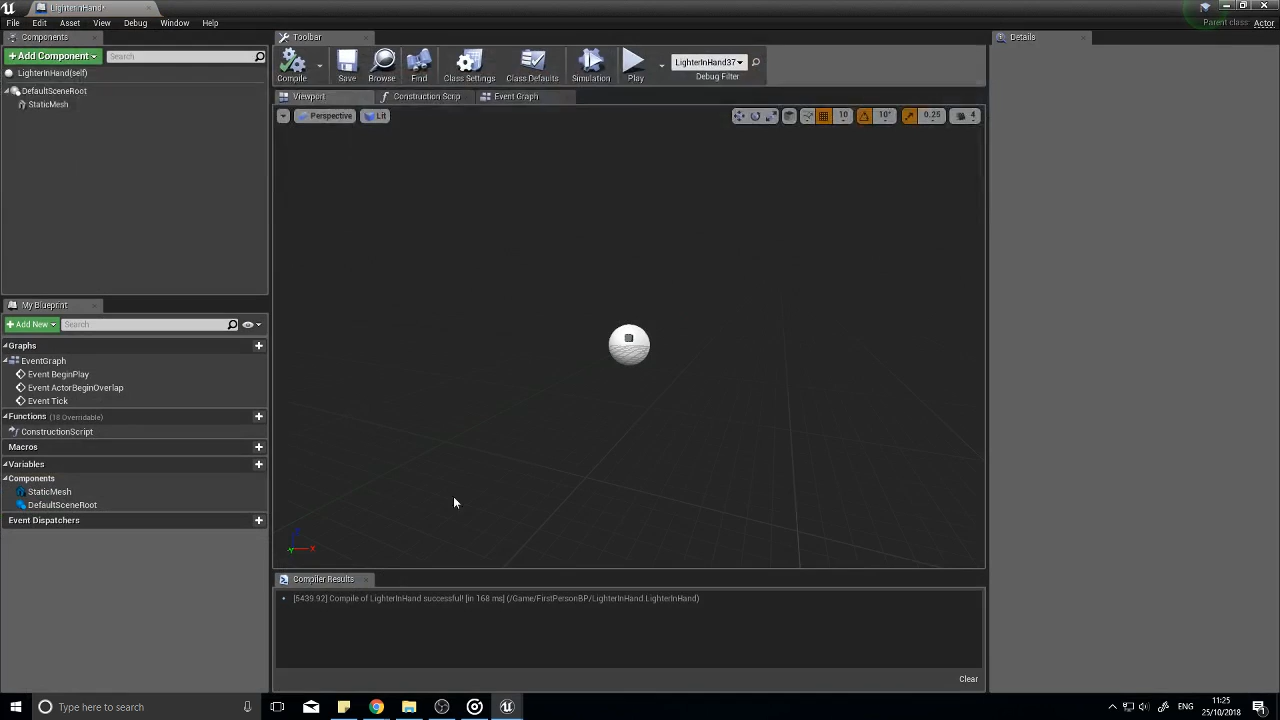 LighterInHand*
File Edit Asset View Debug Window Help
Parent class: Actor
Components
+ Add Component
Search
LighterInHand(self)
DefaultSceneRoot
StaticMesh
My Blueprint
+ Add New
Search
Graphs
EventGraph
Event BeginPlay
Event ActorBeginOverlap
Event Tick
Functions (18 Overridable)
ConstructionScript
Macros
Variables
Components
StaticMesh
DefaultSceneRoot
Event Dispatchers
Toolbar
Compile
Save
Browse
Find
Class Settings
Class Defaults
Simulation
Play
LighterInHand37
Debug Filter
Viewport
Construction Scrip
Event Graph
Perspective
Lit
10
10°
0.25
4
X
Compiler Results
[5439.92] Compile of LighterInHand successful! [in 168 ms] (/Game/FirstPersonBP/LighterInHand.LighterInHand)
Clear
Details
Type here to search
ENG
11:25
25/10/2018